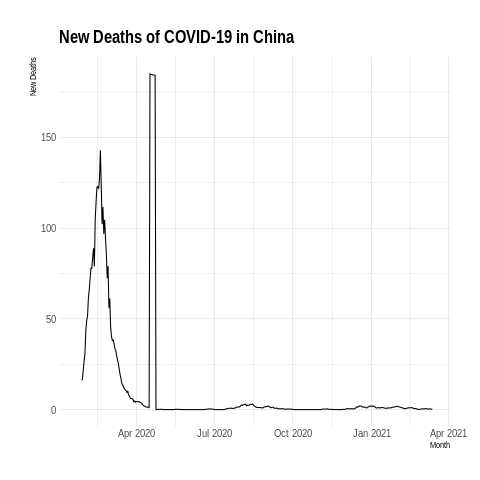 New Deaths of COVID-19 in China
New Deaths
150
100
50
0
Apr 2020
Jul 2020
Oct 2020
Jan 2021
Apr 2021
Month